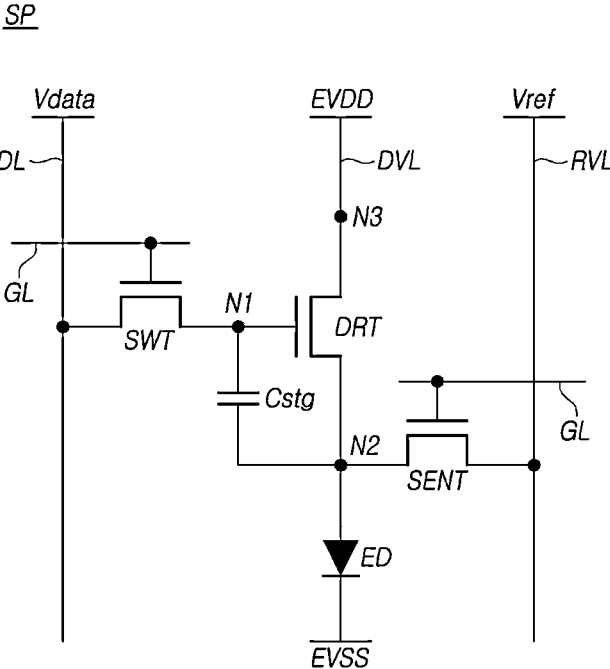 SP
Vdata
EVDD
Vref
DL
DVL
RVL
N3
GL
N1
DRT
SWT
Cstg
GL
N2
SENT
ED
EVSS